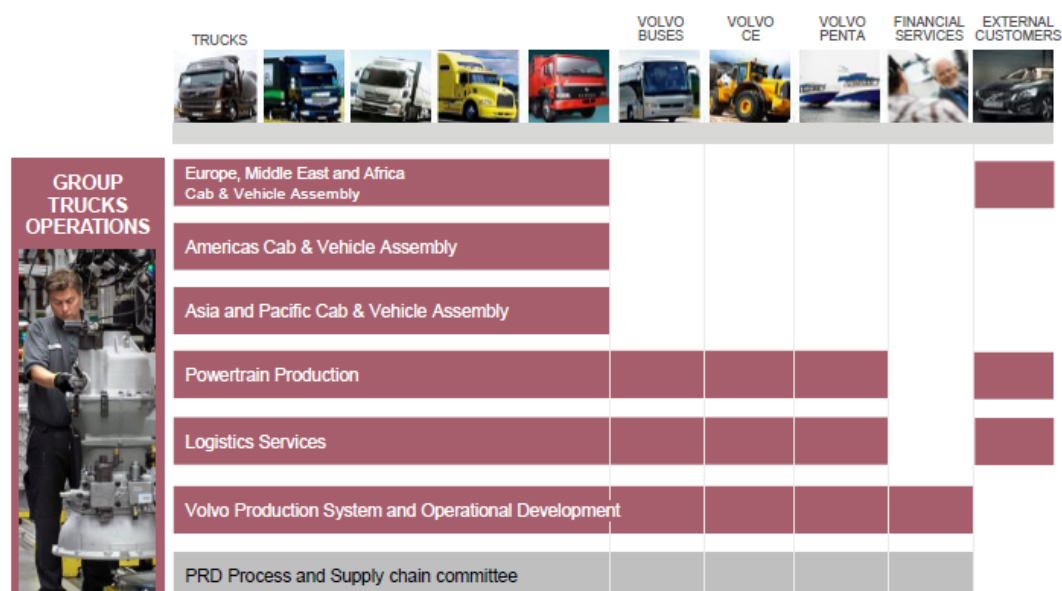 TRUCKS
VOLVO
BUSES
VOLVO
CE
VOLVO
PENTA
FINANCIAL
SERVICES
EXTERNAL
CUSTOMERS
GROUP
TRUCKS
OPERATIONS
Europe, Middle East and Africa
Cab & Vehicle Assembly
Americas Cab & Vehicle Assembly
Asia and Pacific Cab & Vehicle Assembly
Powertrain Production
Logistics Services
Volvo Production System and Operational Development
PRD Process and Supply chain committee